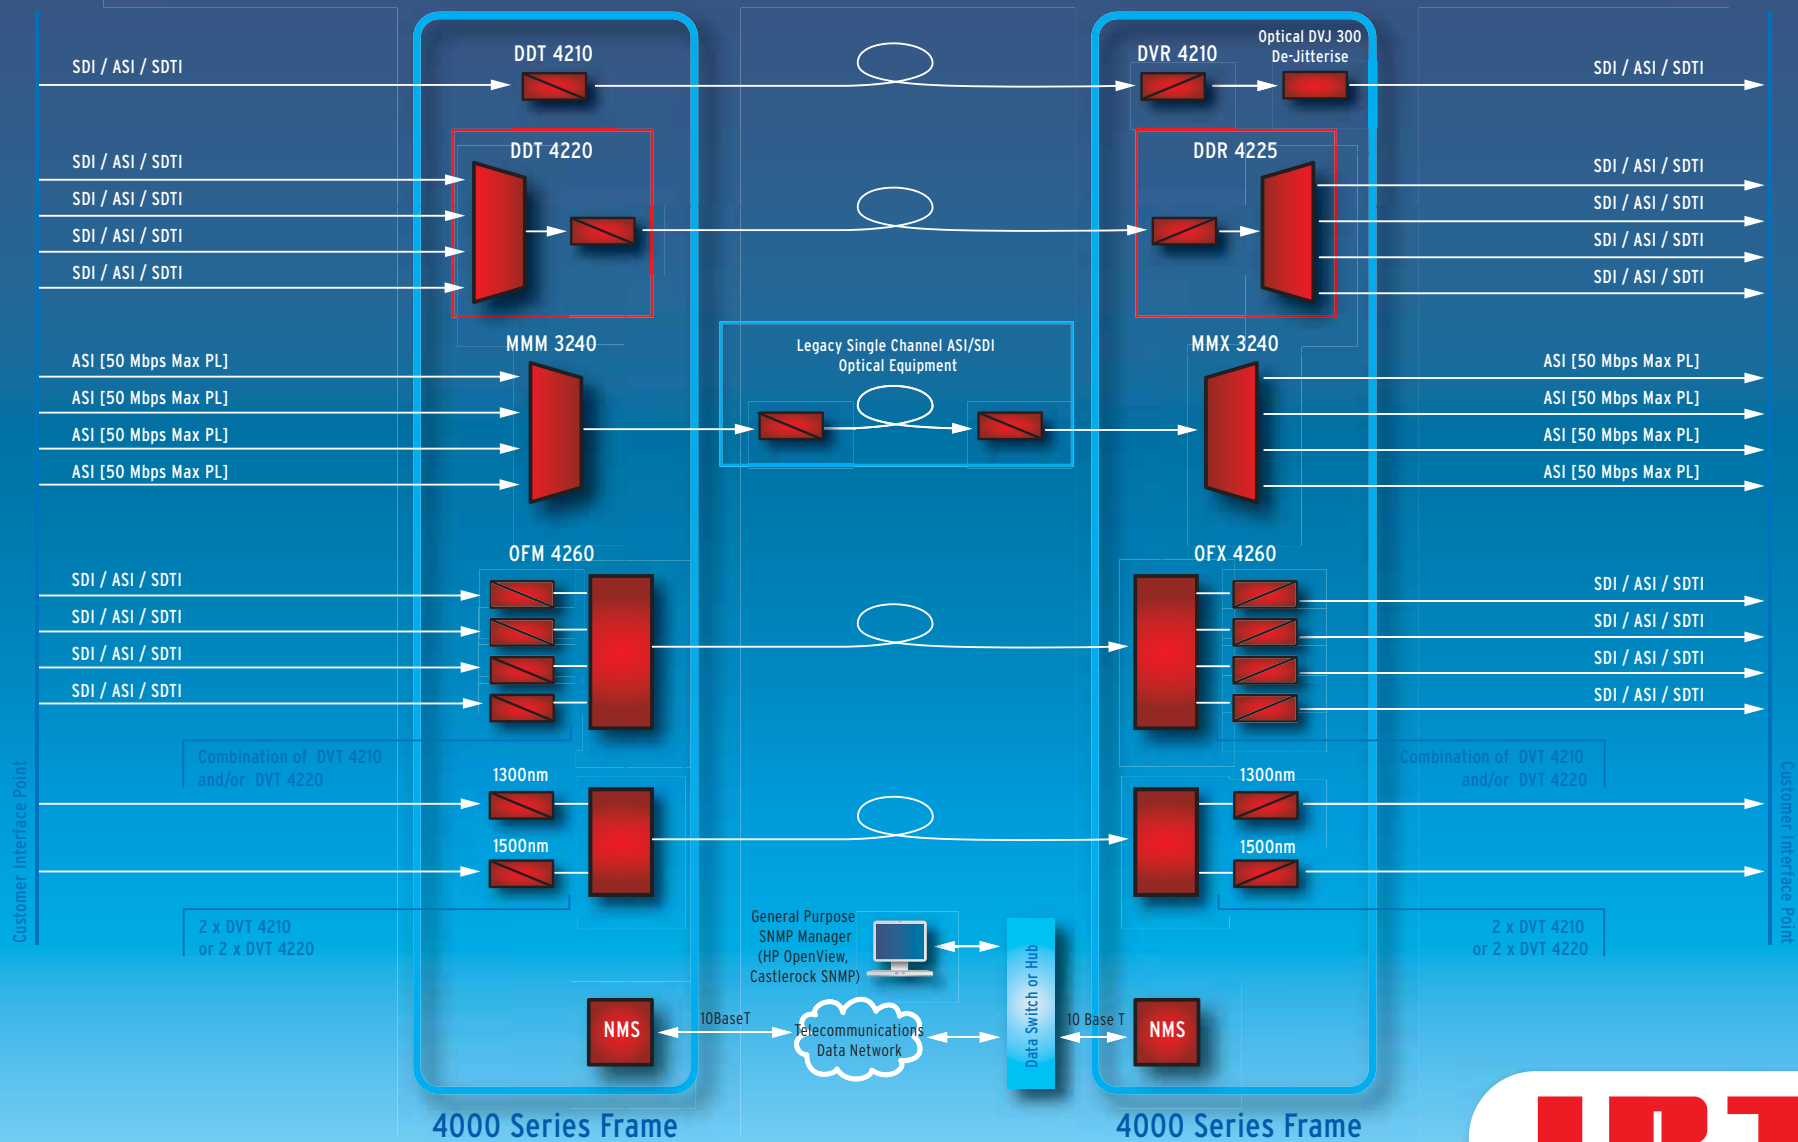 DDT 4210
DVR 4210
Optical DVJ 300
De-Jitterise
SDI / ASI / SDTI
SDI / ASI / SDTI
DDT 4220
DDR 4225
SDI / ASI / SDTI
SDI / ASI / SDTI
SDI / ASI / SDTI
SDI / ASI / SDTI
SDI / ASI / SDTI
SDI / ASI / SDTI
SDI / ASI / SDTI
SDI / ASI / SDTI
MMM 3240
Legacy Single Channel ASI/SDI
Optical Equipment
MMX 3240
ASI [50 Mbps Max PL]
ASI [50 Mbps Max PL]
ASI [50 Mbps Max PL]
ASI [50 Mbps Max PL]
ASI [50 Mbps Max PL]
ASI [50 Mbps Max PL]
ASI [50 Mbps Max PL]
ASI [50 Mbps Max PL]
OFM 4260
OFX 4260
SDI / ASI / SDTI
SDI / ASI / SDTI
SDI / ASI / SDTI
SDI / ASI / SDTI
SDI / ASI / SDTI
SDI / ASI / SDTI
SDI / ASI / SDTI
SDI / ASI / SDTI
Combination of DVT 4210
and/or DVT 4220
Combination of DVT 4210
and/or DVT 4220
1300nm
1300nm
1500nm
1500nm
Customer Interface Point
Customer Interface Point
2 x DVT 4210
or 2 x DVT 4220
2 x DVT 4210
or 2 x DVT 4220
General Purpose
SNMP Manager
(HP OpenView,
Castlerock SNMP)
Data Switch or Hub
NMS
10BaseT
Telecommunications
Data Network
10 Base T
NMS
4000 Series Frame
4000 Series Frame